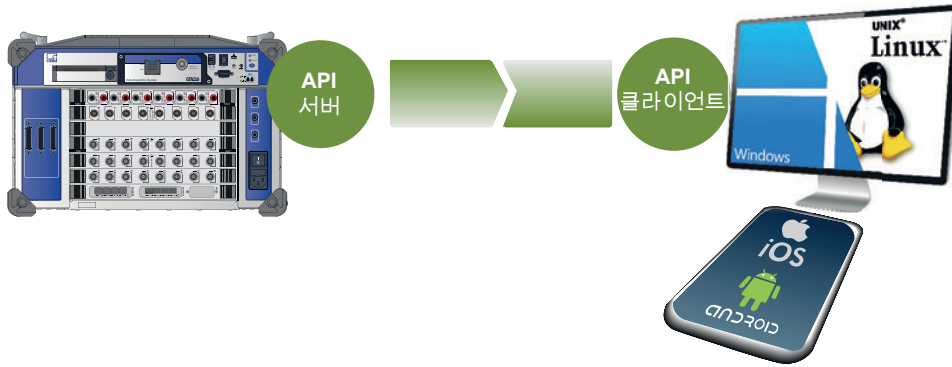 API
서버
API
클라이언트
UNIX
Linux
Windows
iOS
android